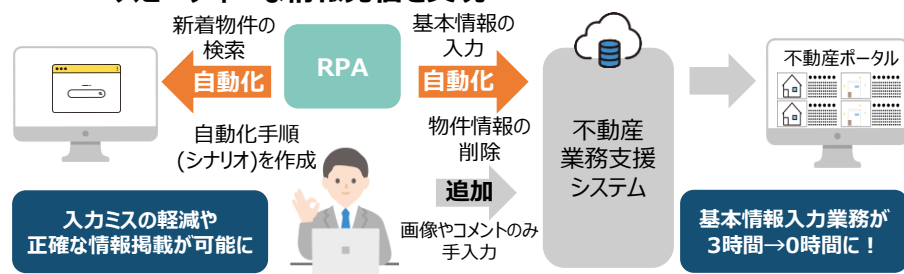 新着物件の
検索
自動化
RPA
基本情報の
入力
自動化
自動化手順
(シナリオ)を作成
物件情報の
削除
追加
画像やコメントのみ
手入力
不動産
業務支援
システム
不動産ポータル
入力ミスの軽減や
正確な情報掲載が可能に
基本情報入力業務が
3時間→0時間に！